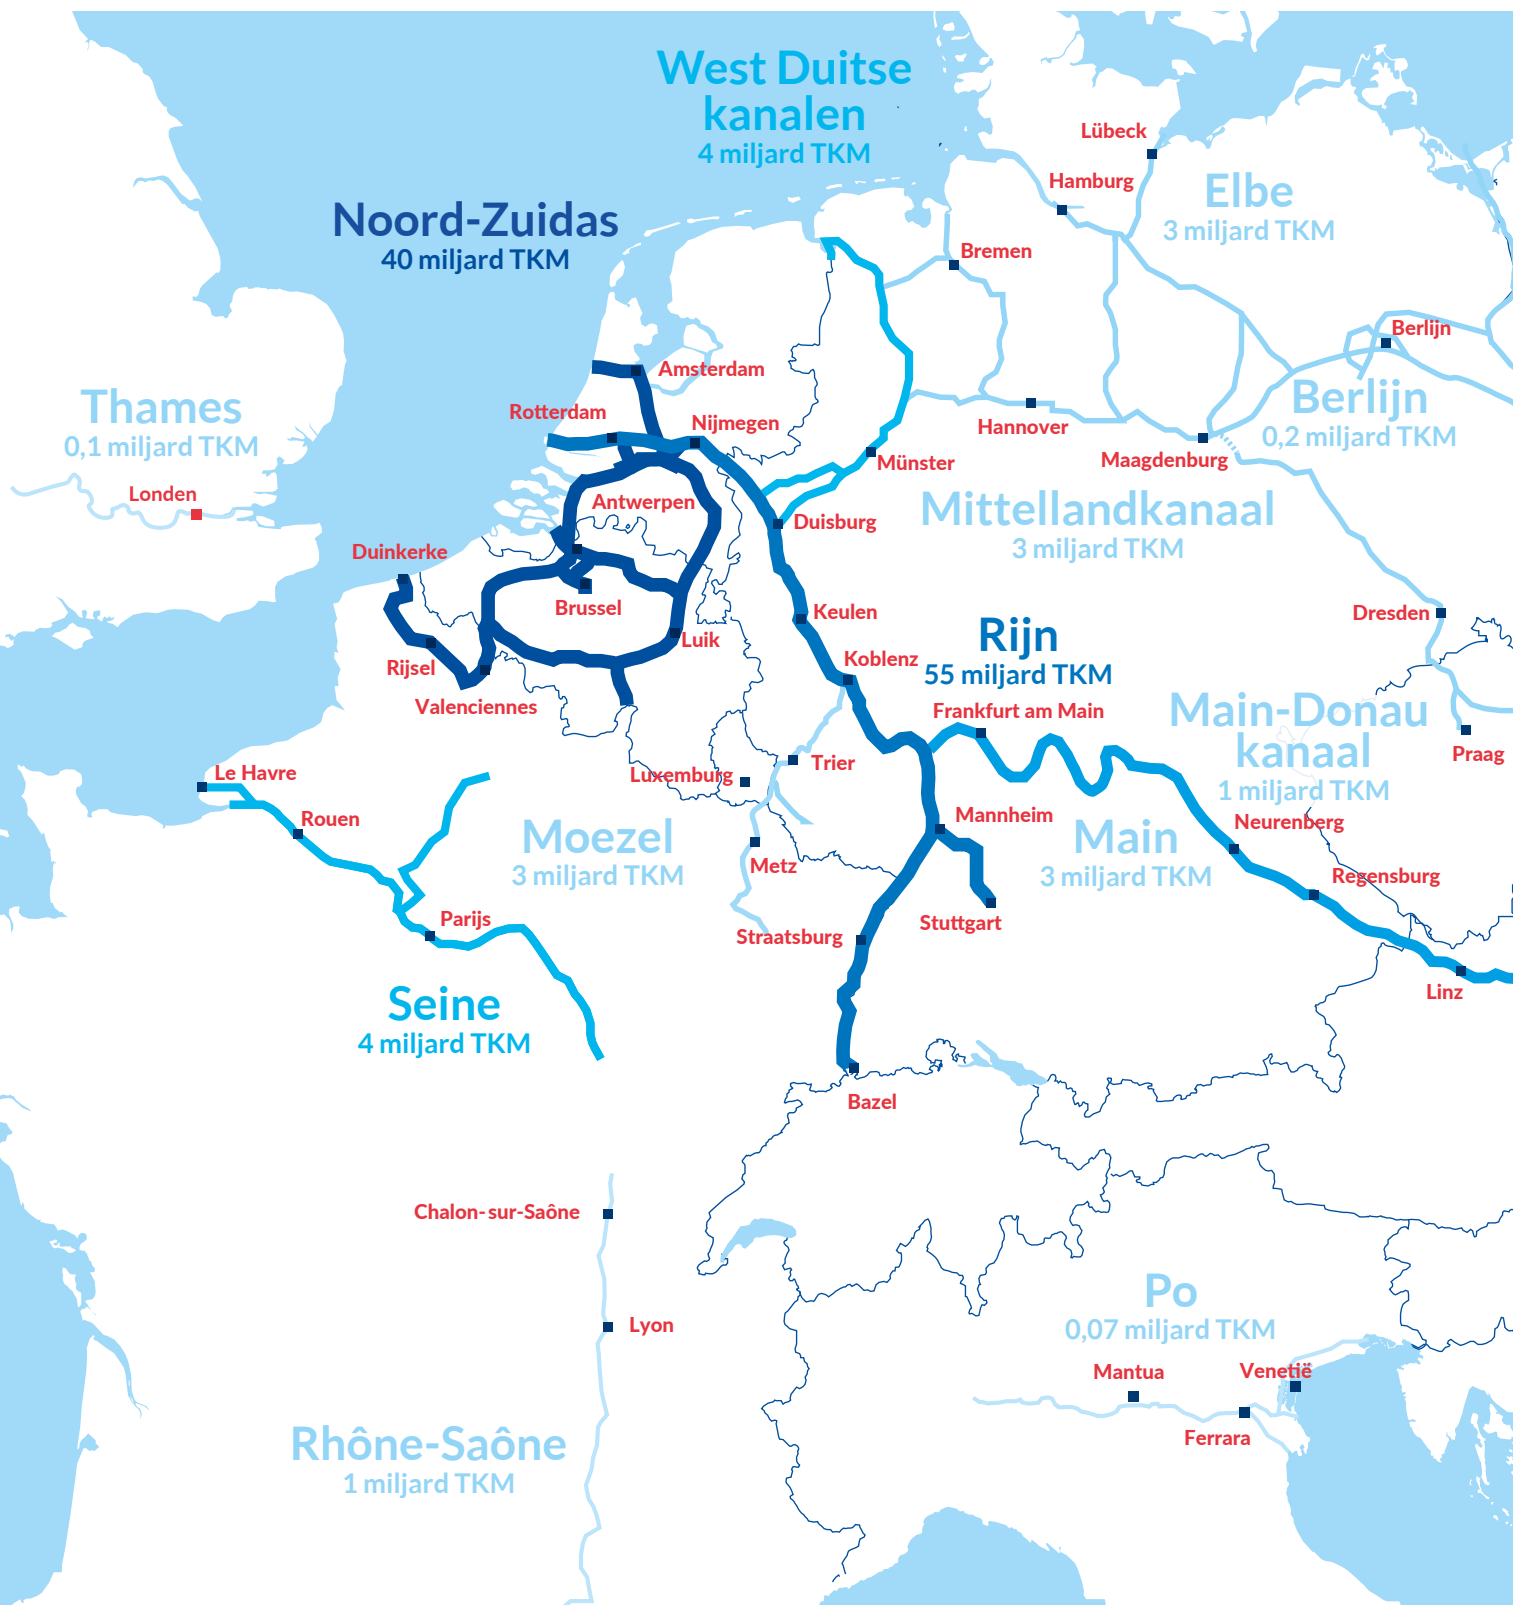 West Duitse
kanalen
4 miljard TKM
Lübeck
Hamburg
Elbe
3 miljard TKM
Noord-Zuidas
40 miljard TKM
Bremen
Berlijn
Amsterdam
Thames
0,1 miljard TKM
Londen
Rotterdam
Nijmegen
Hannover
Berlijn
0,2 miljard TKM
Münster
Maagdenburg
Antwerpen
Duisburg
Mittellandkanaal
3 miljard TKM
Duinkerke
Brussel
Keulen
Dresden
Rijn
55 miljard TKM
Luik
Koblenz
Rijsel
Valenciennes
Frankfurt am Main
Main-Donau
kanaal
1 miljard TKM
Praag
Trier
Luxemburg
Le Havre
Rouen
Mannheim
Neurenberg
Moezel
3 miljard TKM
Metz
Main
3 miljard TKM
Regensburg
Parijs
Straatsburg
Stuttgart
Linz
Seine
4 miljard TKM
Bazel
Chalon-sur-Saône
Lyon
Po
0,07 miljard TKM
Mantua
Venetië
Ferrara
Rhône-Saône
1 miljard TKM